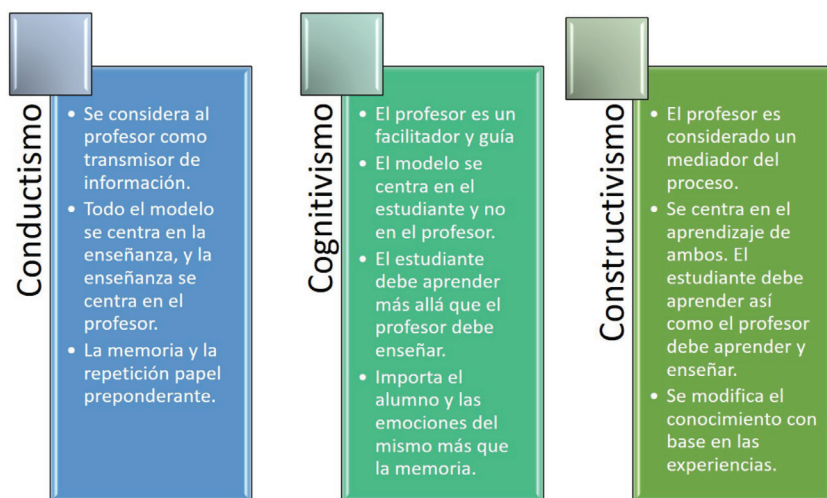 Conductismo
• Se considera al
profesor como
transmisor de
información.
• Todo el modelo
se centra en la
enseñanza, y la
enseñanza se
centra en el
profesor.
• La memoria y la
repetición papel
preponderante.
Cognitivismo
• El profesor es un
facilitador y guía
• El modelo se
centra en el
estudiante y no
en el profesor.
• El estudiante
debe aprender
más allá que el
profesor debe
enseñar.
• Importa el
alumno y las
emociones del
mismo más que
la memoria.
Constructivismo
• El profesor es
considerado un
mediador del
proceso.
• Se centra en el
aprendizaje de
ambos. El
estudiante debe
aprender así
como el profesor
debe aprender y
enseñar.
• Se modifica el
conocimiento con
base en las
experiencias.